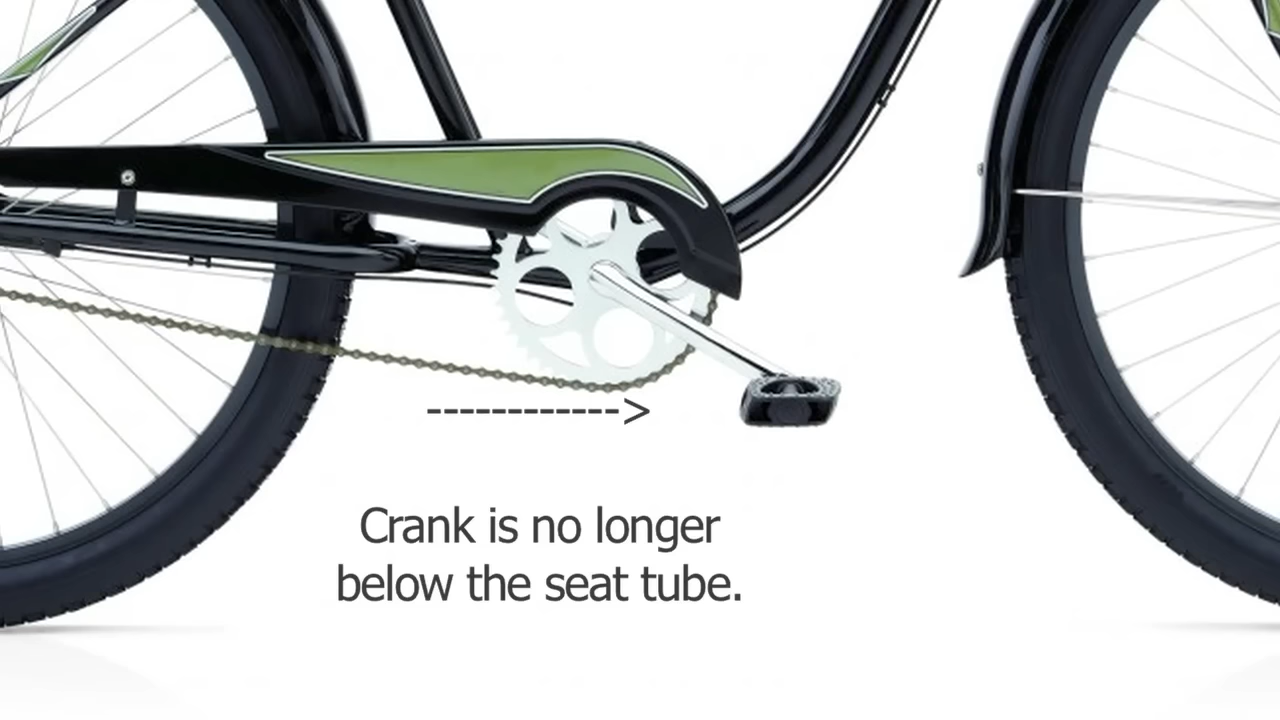 ------------>
Crank is no longer
below the seat tube.